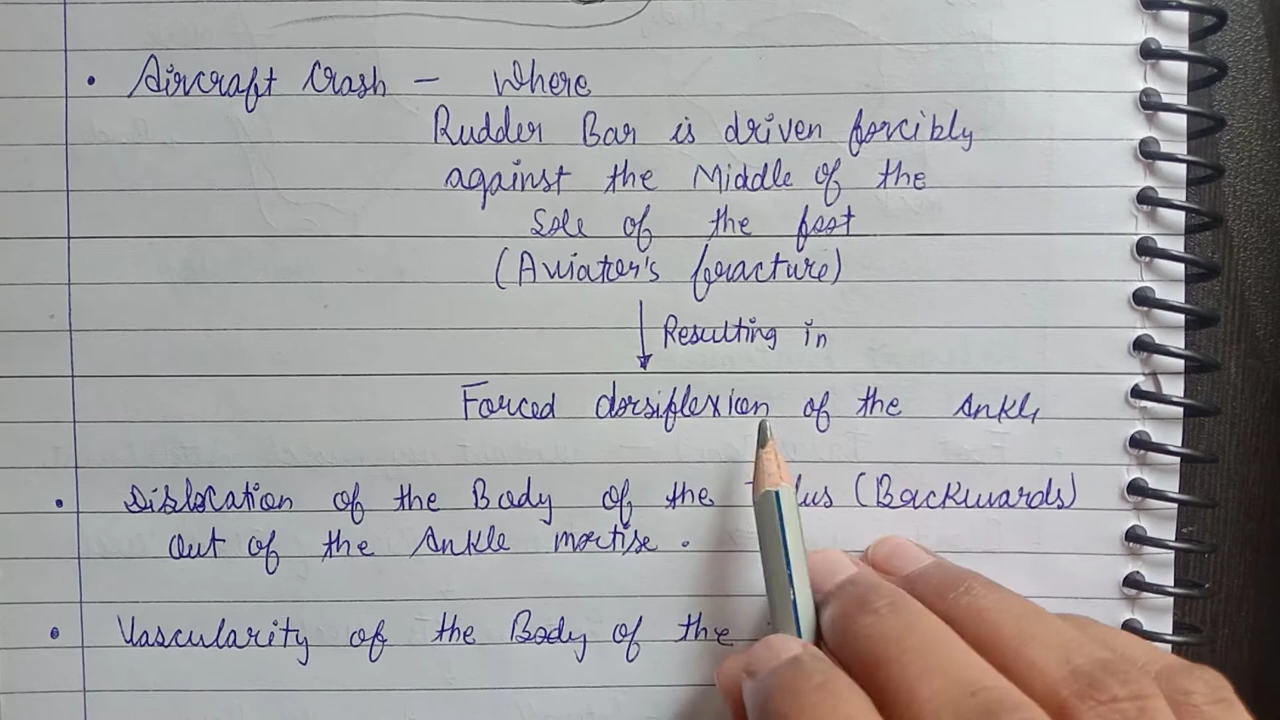 • Aircraft Crash — Where
Rudder Bar is driven forcibly
against the Middle of the
Sole of the foot
(Aviator's fracture)
↓ Resulting in
Forced dorsiflexion of the Ankle
• Dislocation of the Body of the (Backwards)
Out of the Ankle mortise.
• Vascularity of the Body of the